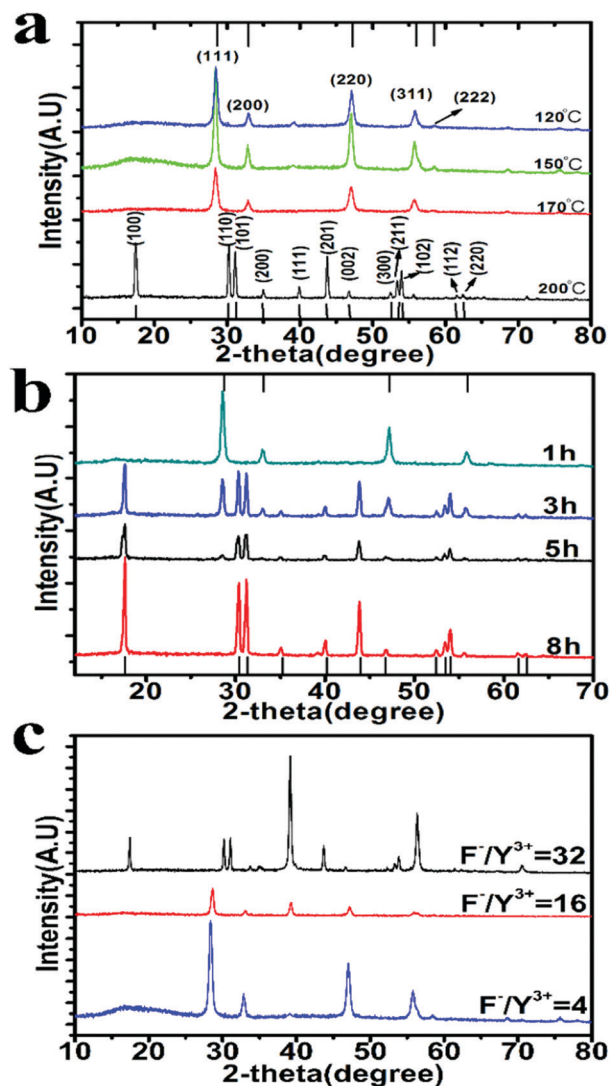 a
(111)
(200)
(220)
(311)
(222)
120°C
150°C
170°C
200°C
(100)
(110)
(101)
(200)
(111)
(201)
(002)
(300)
(211)
(102)
(112)
(220)
Intensity(A.U)
10 20 30 40 50 60 70 80
2-theta(degree)
b
1h
3h
5h
8h
Intensity(A.U)
20 30 40 50 60 70
2-theta(degree)
c
F⁻/Y³⁺=32
F⁻/Y³⁺=16
F⁻/Y³⁺=4
Intensity(A.U)
10 20 30 40 50 60 70 80
2-theta(degree)